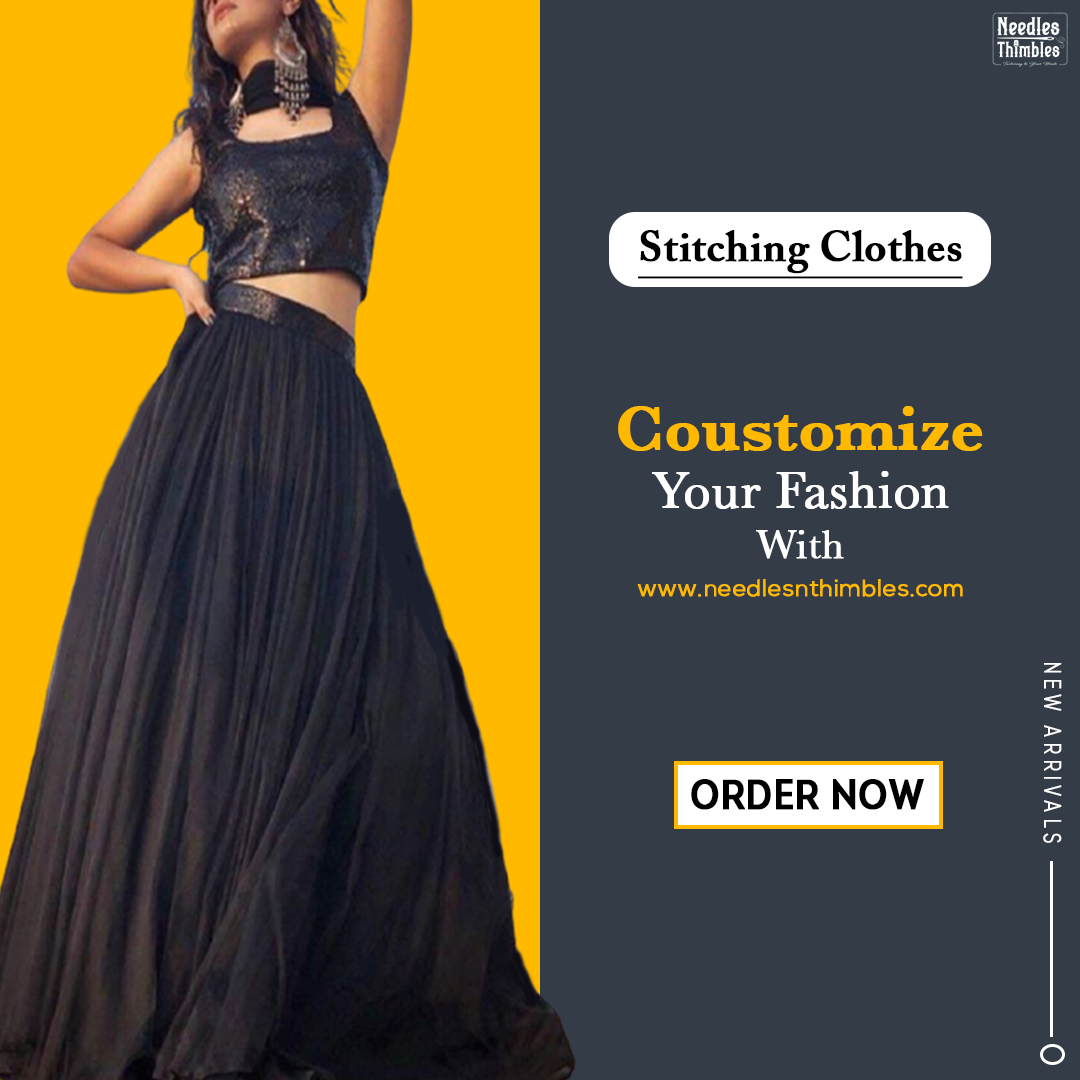 Needles
Thimbles
Stitching Clothes
Coustomize
Your Fashion
With
www.needlesnthimbles.com
ORDER NOW
NEW ARRIVALS